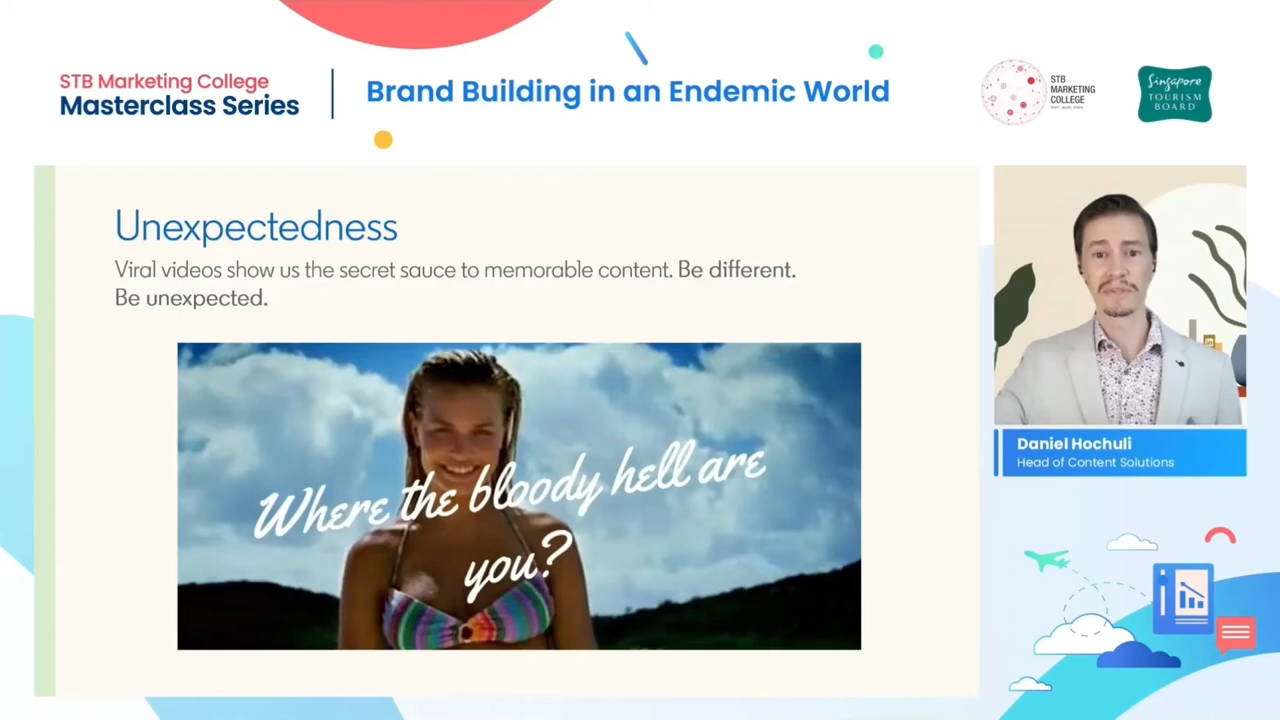 STB Marketing College
Masterclass Series
Brand Building in an Endemic World
STB
MARKETING
COLLEGE
Singapore
TOURISM
BOARD
Unexpectedness
Viral videos show us the secret sauce to memorable content. Be different.
Be unexpected.
Where the bloody hell are
you?
in
Daniel Hochuli
Head of Content Solutions